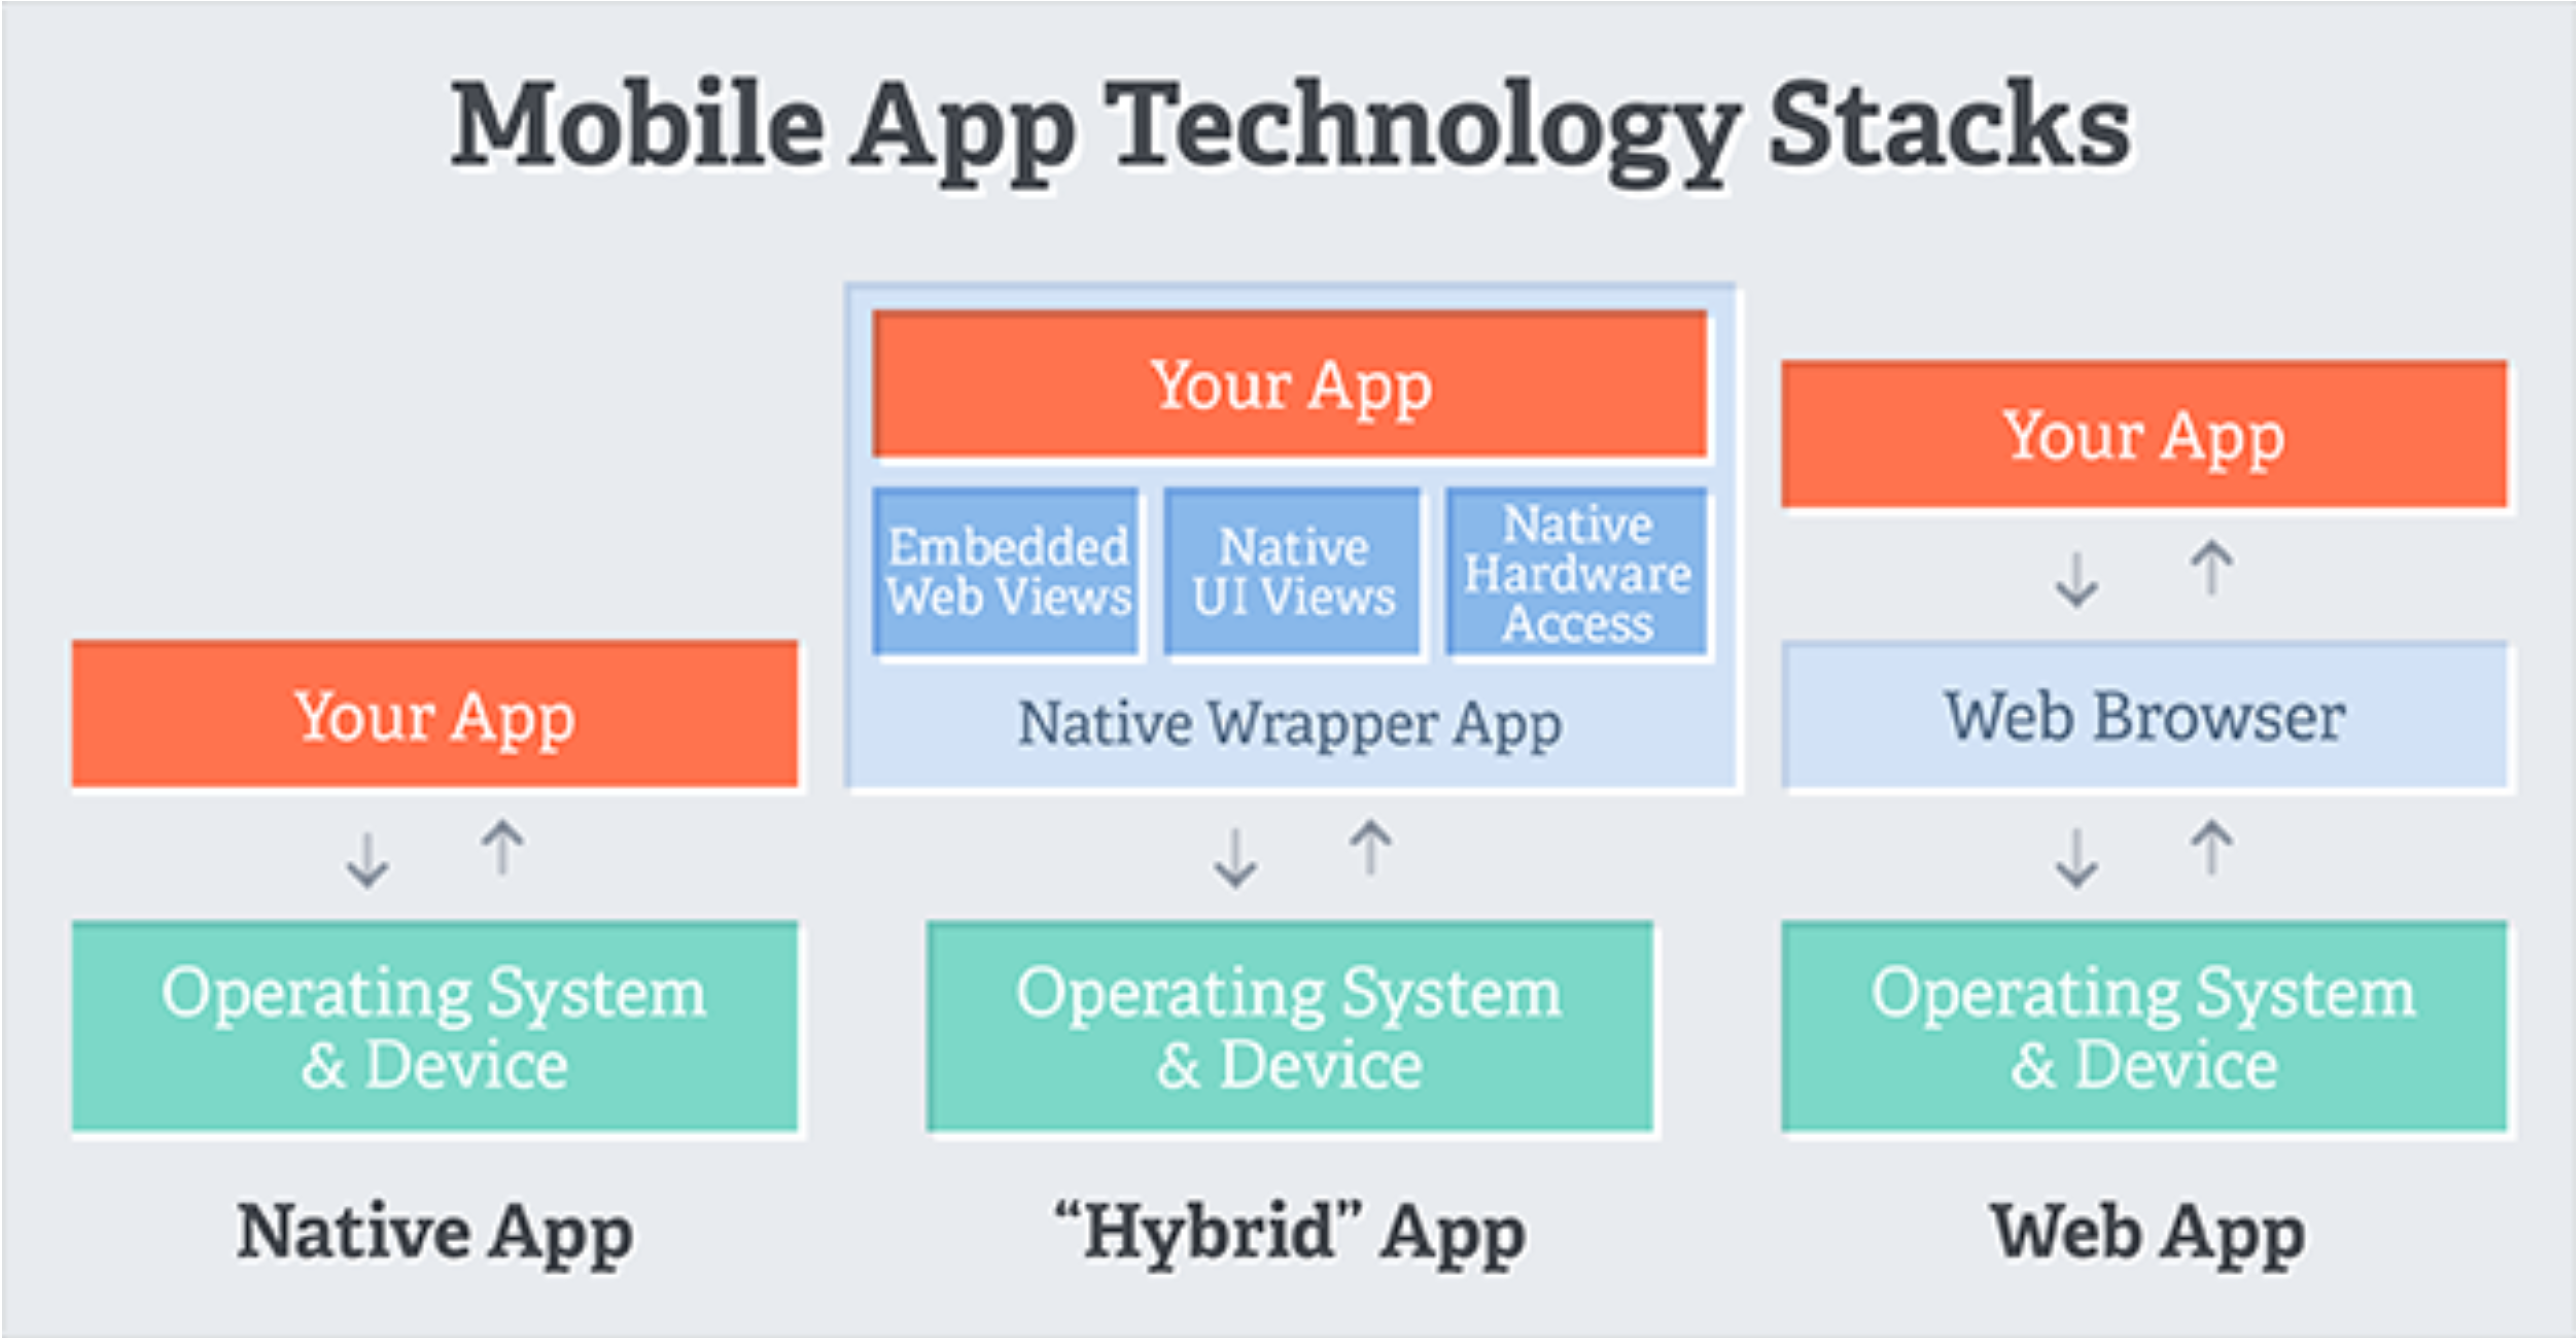 Mobile App Technology Stacks
Your App
Operating System
& Device
Native App
Your App
Embedded
Web Views
Native
UI Views
Native
Hardware
Access
Native Wrapper App
Operating System
& Device
“Hybrid” App
Your App
Web Browser
Operating System
& Device
Web App